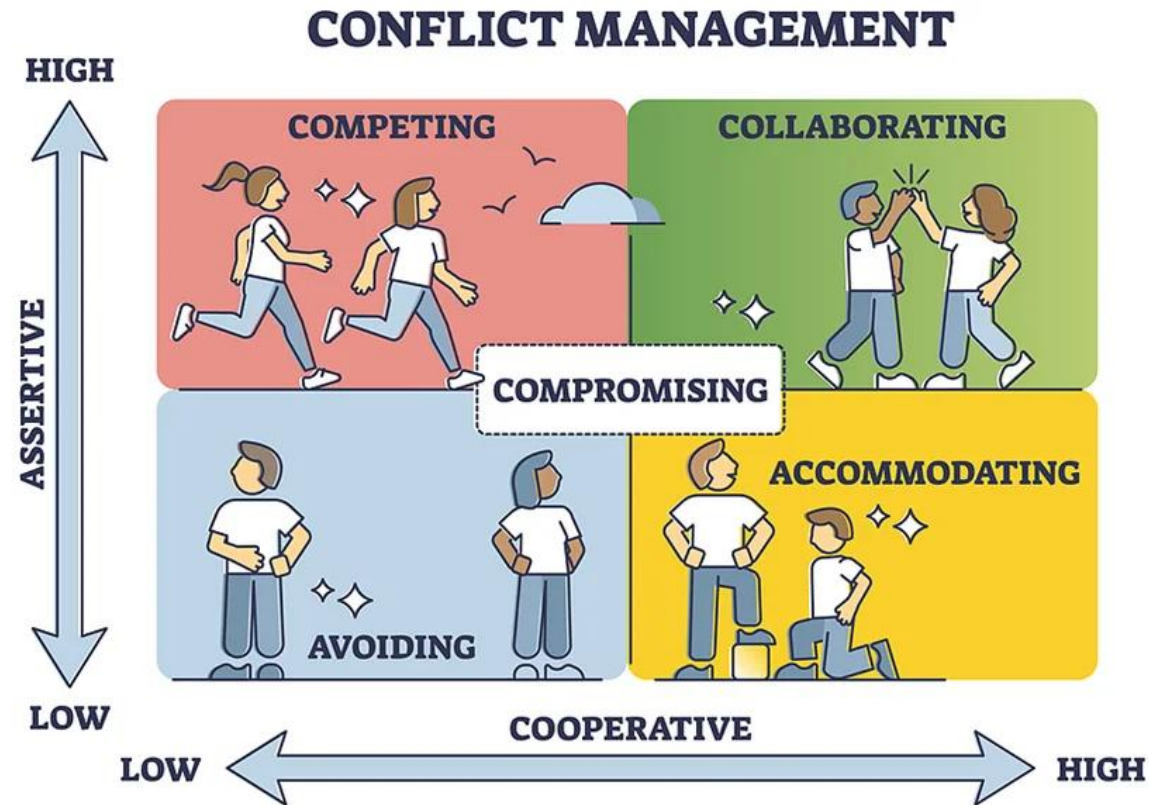 CONFLICT MANAGEMENT
HIGH
COMPETING
COLLABORATING
ASSERTIVE
COMPROMISING
ACCOMMODATING
AVOIDING
LOW
COOPERATIVE
LOW
HIGH